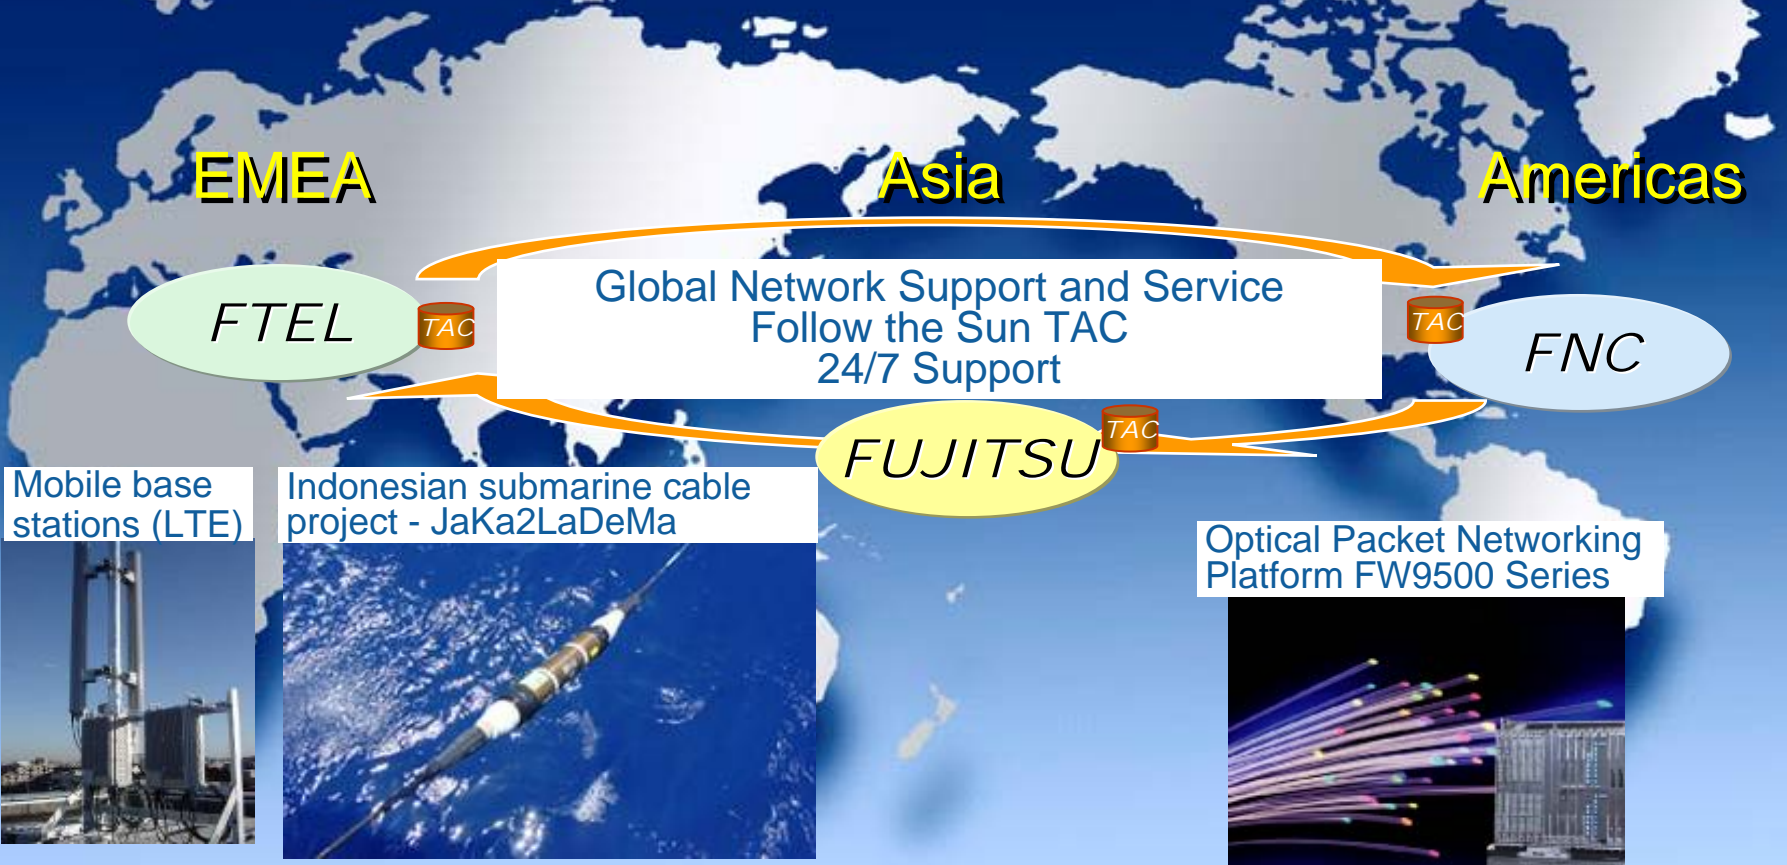 EMEA
Asia
Americas
Global Network Support and Service
Follow the Sun TAC
24/7 Support
FTEL
TAC
TAC
FNC
FUJITSU
TAC
Mobile base
stations (LTE)
Indonesian submarine cable
project - JaKa2LaDeMa
Optical Packet Networking
Platform FW9500 Series